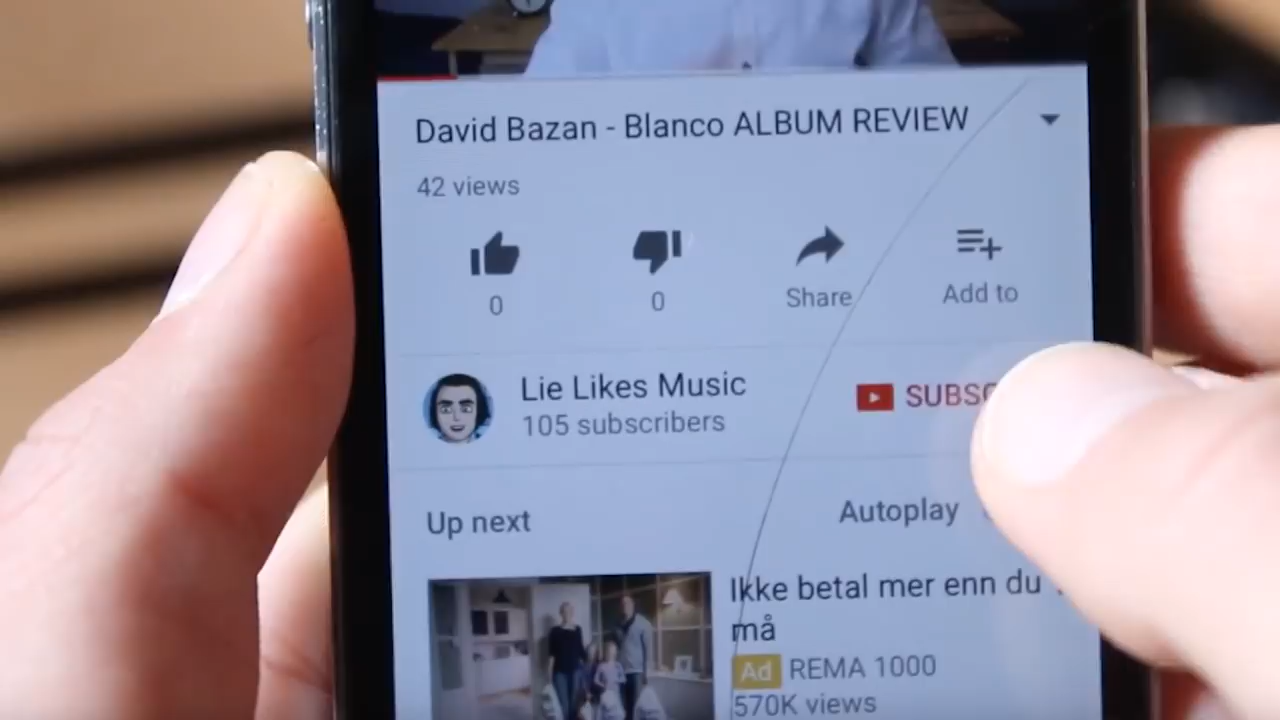 David Bazan - Blanco ALBUM REVIEW
42 views
0
0
Share
Add to
Lie Likes Music
105 subscribers
SUBSC
Up next
Autoplay
Ikke betal mer enn du
må
Ad REMA 1000
570K views